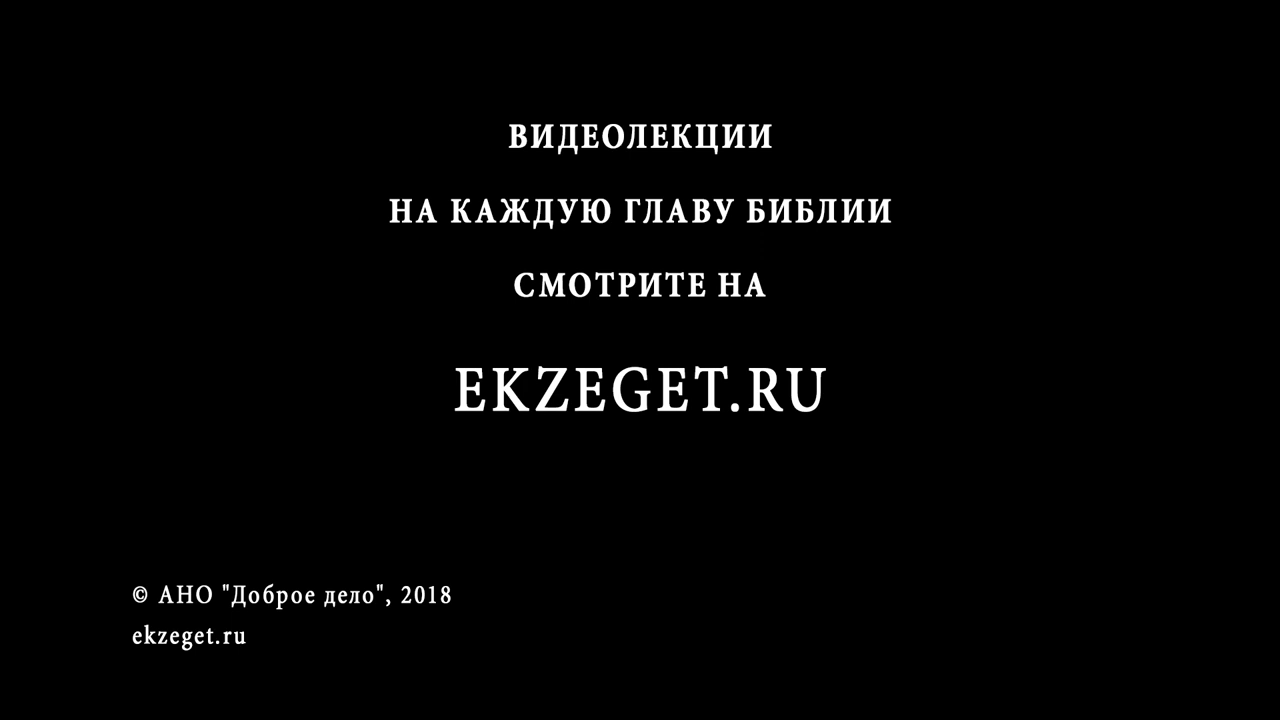 ВИДЕОЛЕКЦИИ
НА КАЖДУЮ ГЛАВУ БИБЛИИ
СМОТРИТЕ НА
EKZEGET.RU
© АНО "Доброе дело", 2018
ekzeget.ru